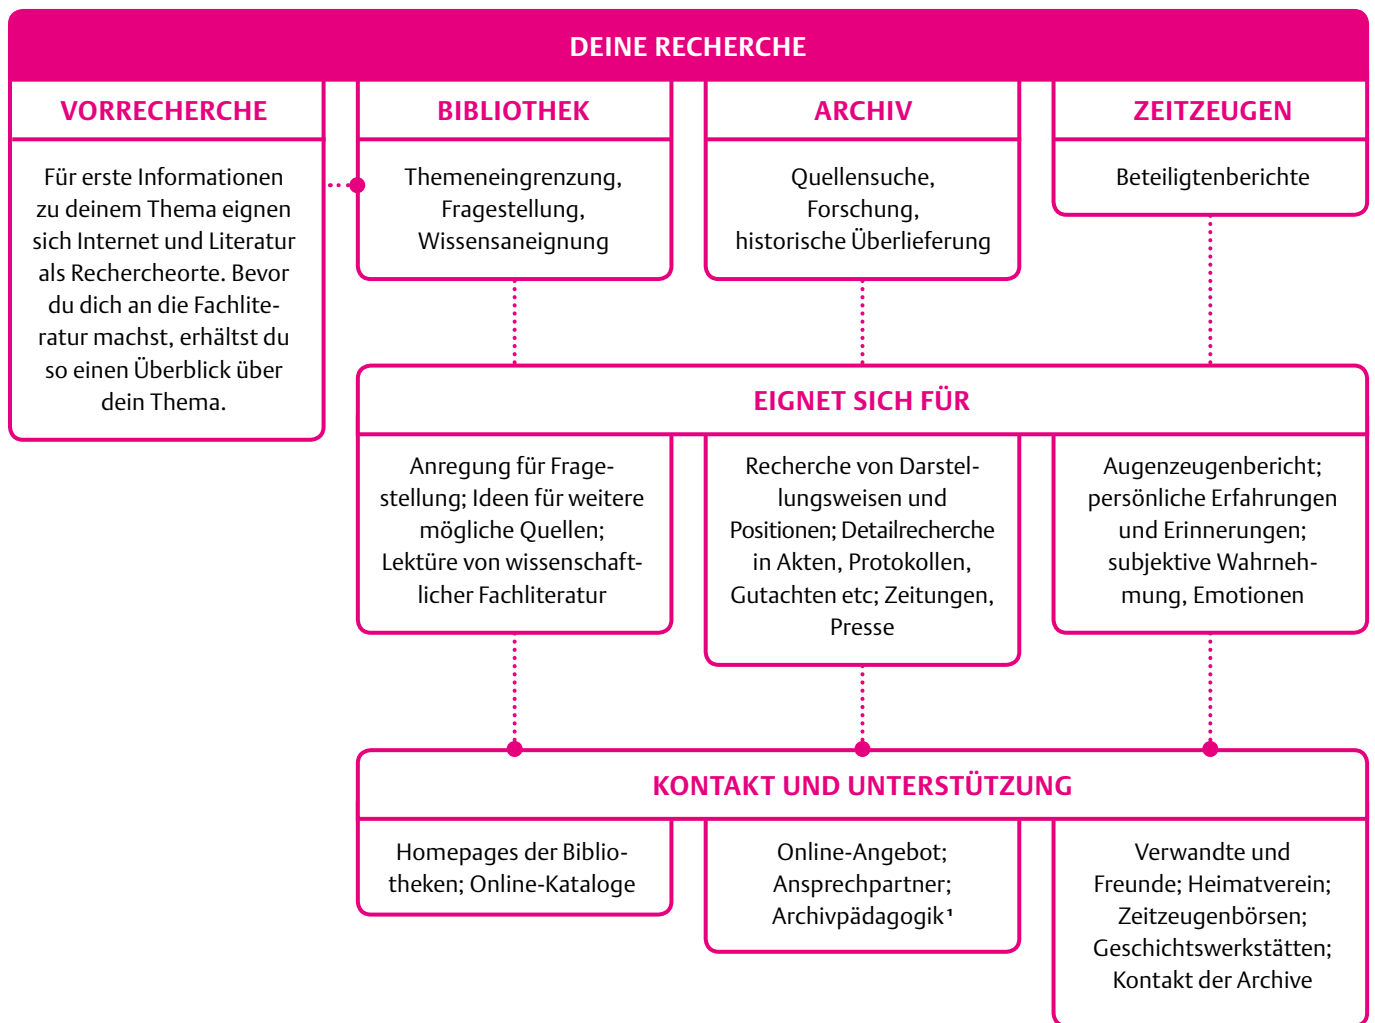 DEINE RECHERCHE
VORRECHERCHE
Für erste Informationen
zu deinem Thema eignen
sich Internet und Literatur
als Rechercheorte. Bevor
du dich an die Fachlite-
ratur machst, erhältst du
so einen Überblick über
dein Thema.
BIBLIOTHEK
Themeneingrenzung,
Fragestellung,
Wissensaneignung
ARCHIV
Quellensuche,
Forschung,
historische Überlieferung
ZEITZEUGEN
Beteiligtenberichte
EIGNET SICH FÜR
Anregung für Frage-
stellung; Ideen für weitere
mögliche Quellen;
Lektüre von wissenschaft-
licher Fachliteratur
Recherche von Darstel-
lungsweisen und
Positionen; Detailrecherche
in Akten, Protokollen,
Gutachten etc; Zeitungen,
Presse
Augenzeugenbericht;
persönliche Erfahrungen
und Erinnerungen;
subjektive Wahrneh-
mung, Emotionen
KONTAKT UND UNTERSTÜTZUNG
Homepages der Biblio-
theken; Online-Kataloge
Online-Angebot;
Ansprechpartner;
Archivpädagogik¹
Verwandte und
Freunde; Heimatverein;
Zeitzeugenbörsen;
Geschichtswerkstätten;
Kontakt der Archive